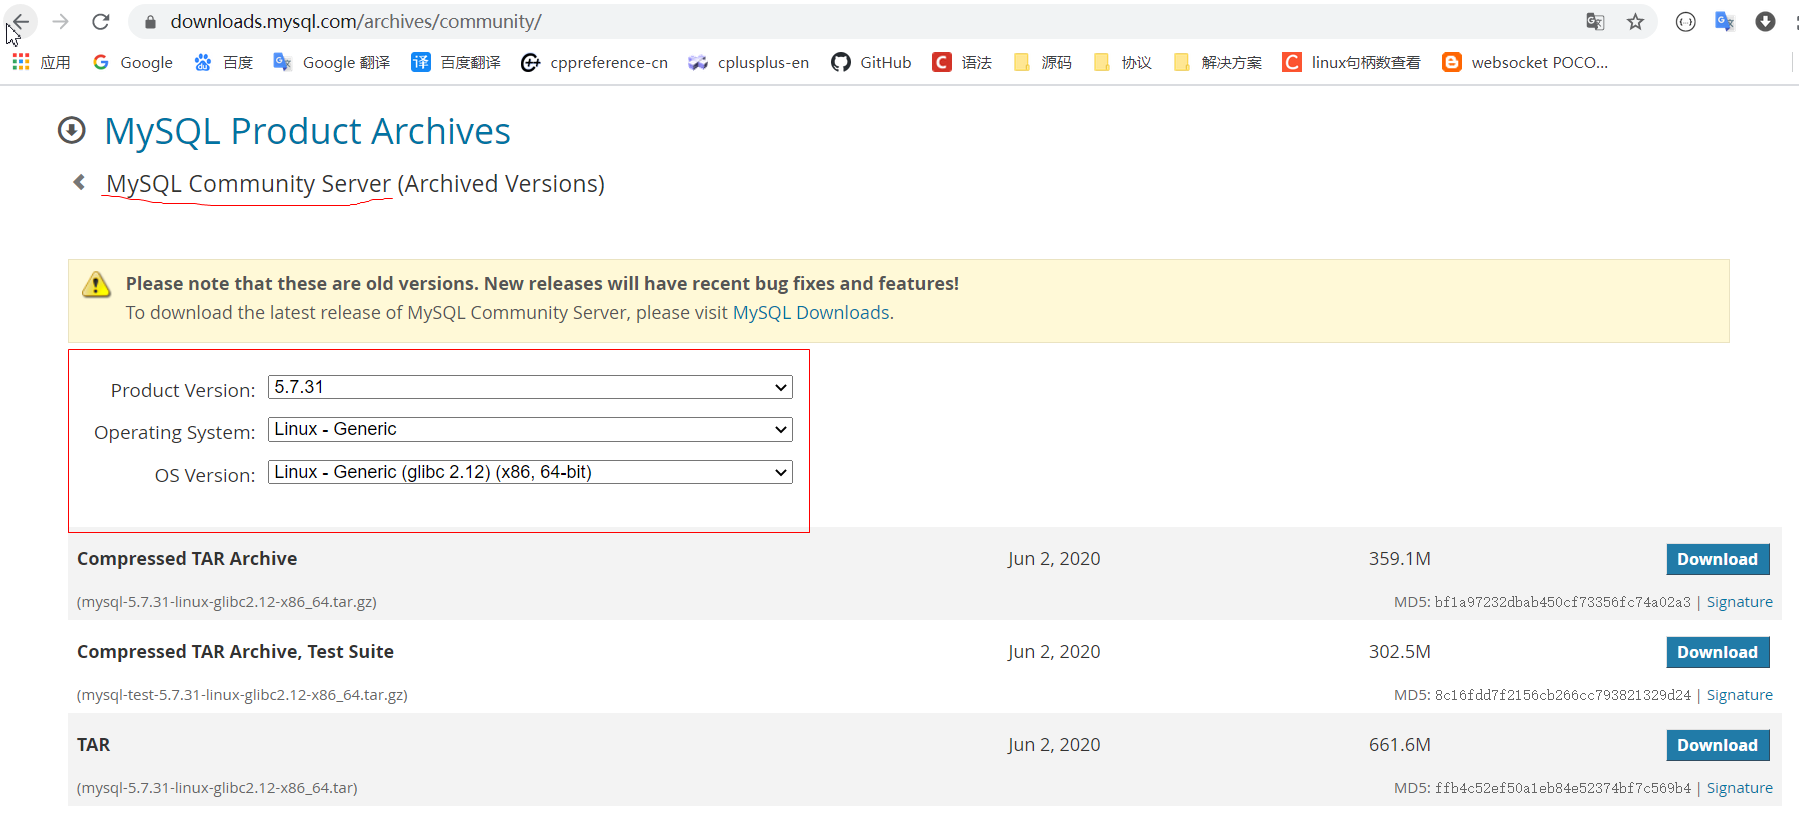 downloads.mysql.com/archives/community/
应用 Google 百度 Google 翻译 百度翻译 cppreference-cn cplusplus-en GitHub 语法 源码 协议 解决方案 linux句柄数查看 websocket POCO...
MySQL Product Archives
MySQL Community Server (Archived Versions)
Please note that these are old versions. New releases will have recent bug fixes and features!
To download the latest release of MySQL Community Server, please visit MySQL Downloads.
Product Version: 5.7.31
Operating System: Linux - Generic
OS Version: Linux - Generic (glibc 2.12) (x86, 64-bit)
Compressed TAR Archive Jun 2, 2020 359.1M Download
(mysql-5.7.31-linux-glibc2.12-x86_64.tar.gz) MD5: bf1a97232dbab450cf73356fc74a02a3 | Signature
Compressed TAR Archive, Test Suite Jun 2, 2020 302.5M Download
(mysql-test-5.7.31-linux-glibc2.12-x86_64.tar.gz) MD5: 8c16fdd7f2156cb266cc793821329d24 | Signature
TAR Jun 2, 2020 661.6M Download
(mysql-5.7.31-linux-glibc2.12-x86_64.tar) MD5: ffb4c52ef50a1eb84e52374bf7c569b4 | Signature